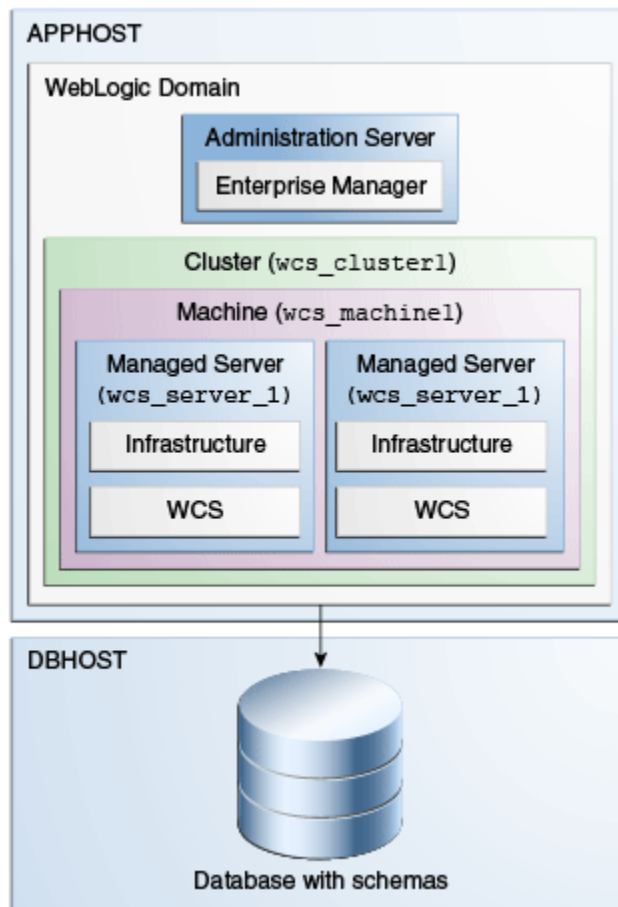 APPHOST
WebLogic Domain
Administration Server
Enterprise Manager
Cluster (wcs_cluster1)
Machine (wcs_machine1)
Managed Server
(wcs_server_1)
Infrastructure
WCS
Managed Server
(wcs_server_1)
Infrastructure
WCS
DBHOST
Database with schemas